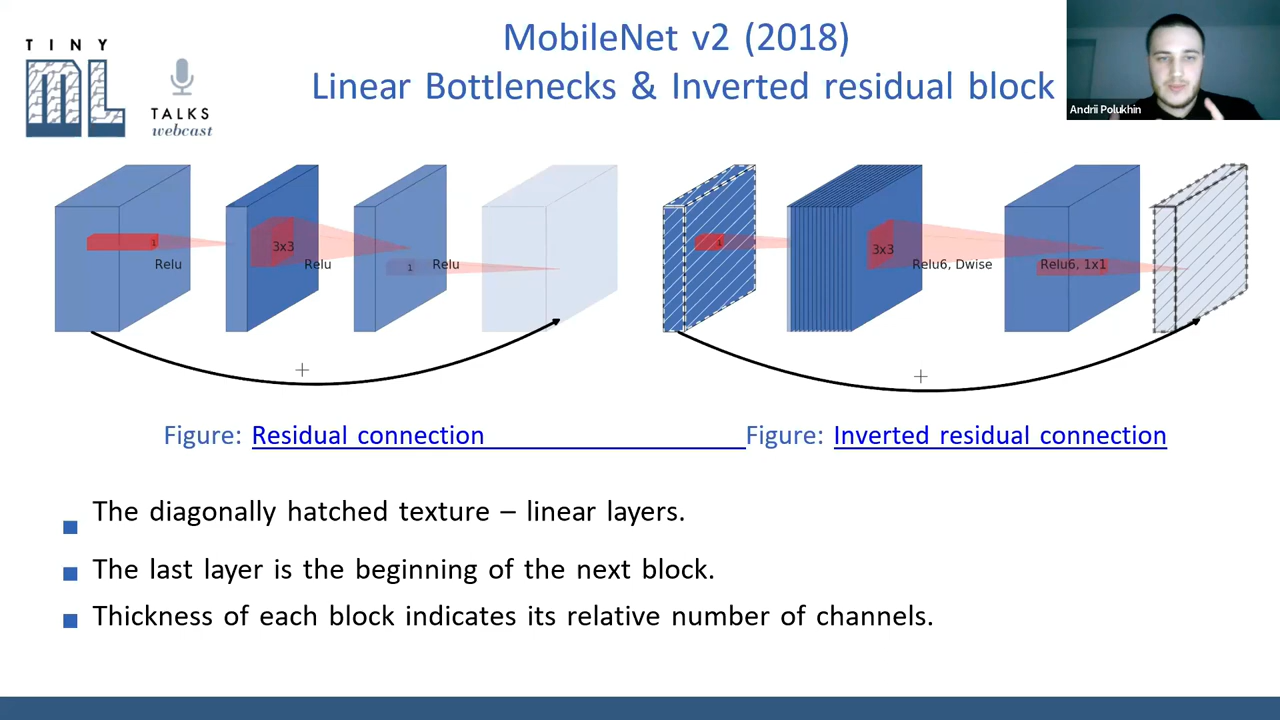 TINY
ML
TALKS
webcast
MobileNet v2 (2018)
Linear Bottlenecks & Inverted residual block
Andrii Polukhin
1
Relu
3x3
Relu
1
Relu
+
1
3x3
Relu6, Dwise
Relu6, 1x1
+
Figure: Residual connection
Figure: Inverted residual connection
The diagonally hatched texture – linear layers.
The last layer is the beginning of the next block.
Thickness of each block indicates its relative number of channels.